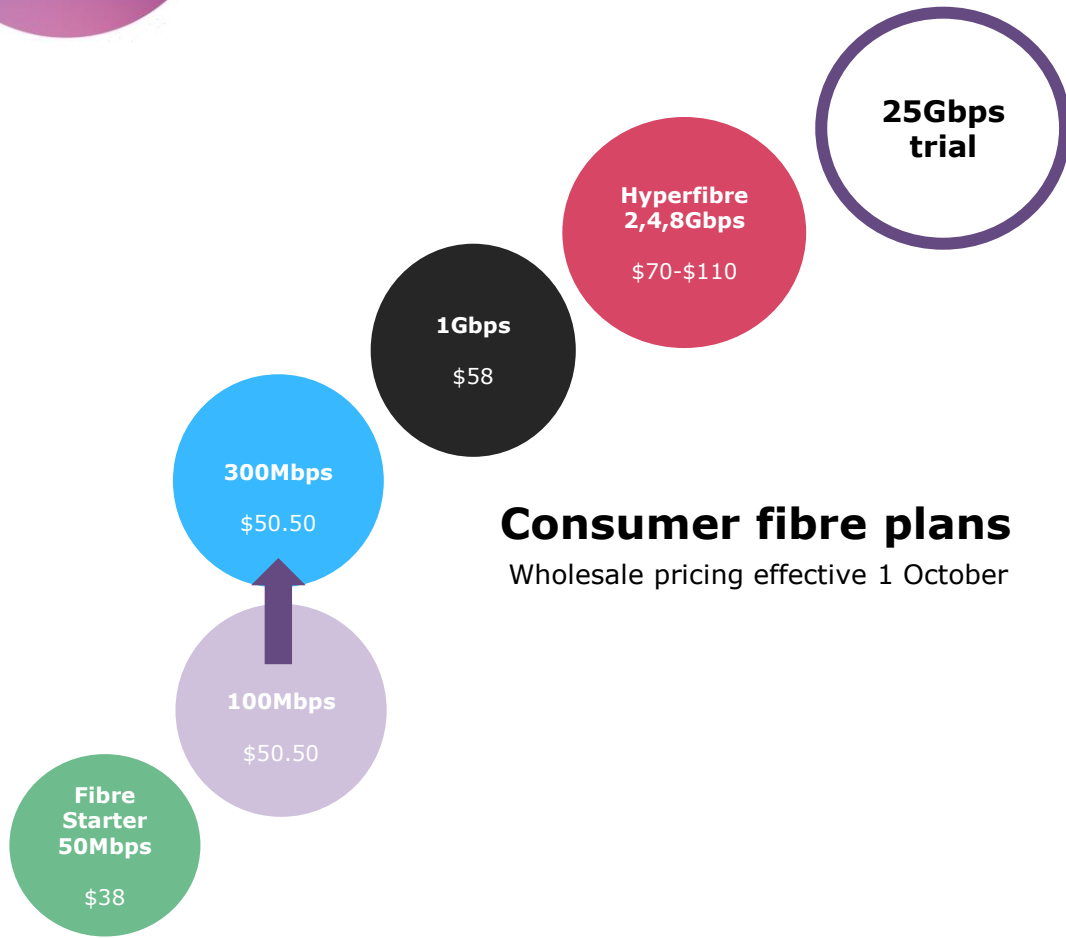 25Gbps
trial
Hyperfibre
2,4,8Gbps
$70-$110
1Gbps
$58
300Mbps
$50.50
Consumer fibre plans
Wholesale pricing effective 1 October
100Mbps
$50.50
Fibre
Starter
50Mbps
$38